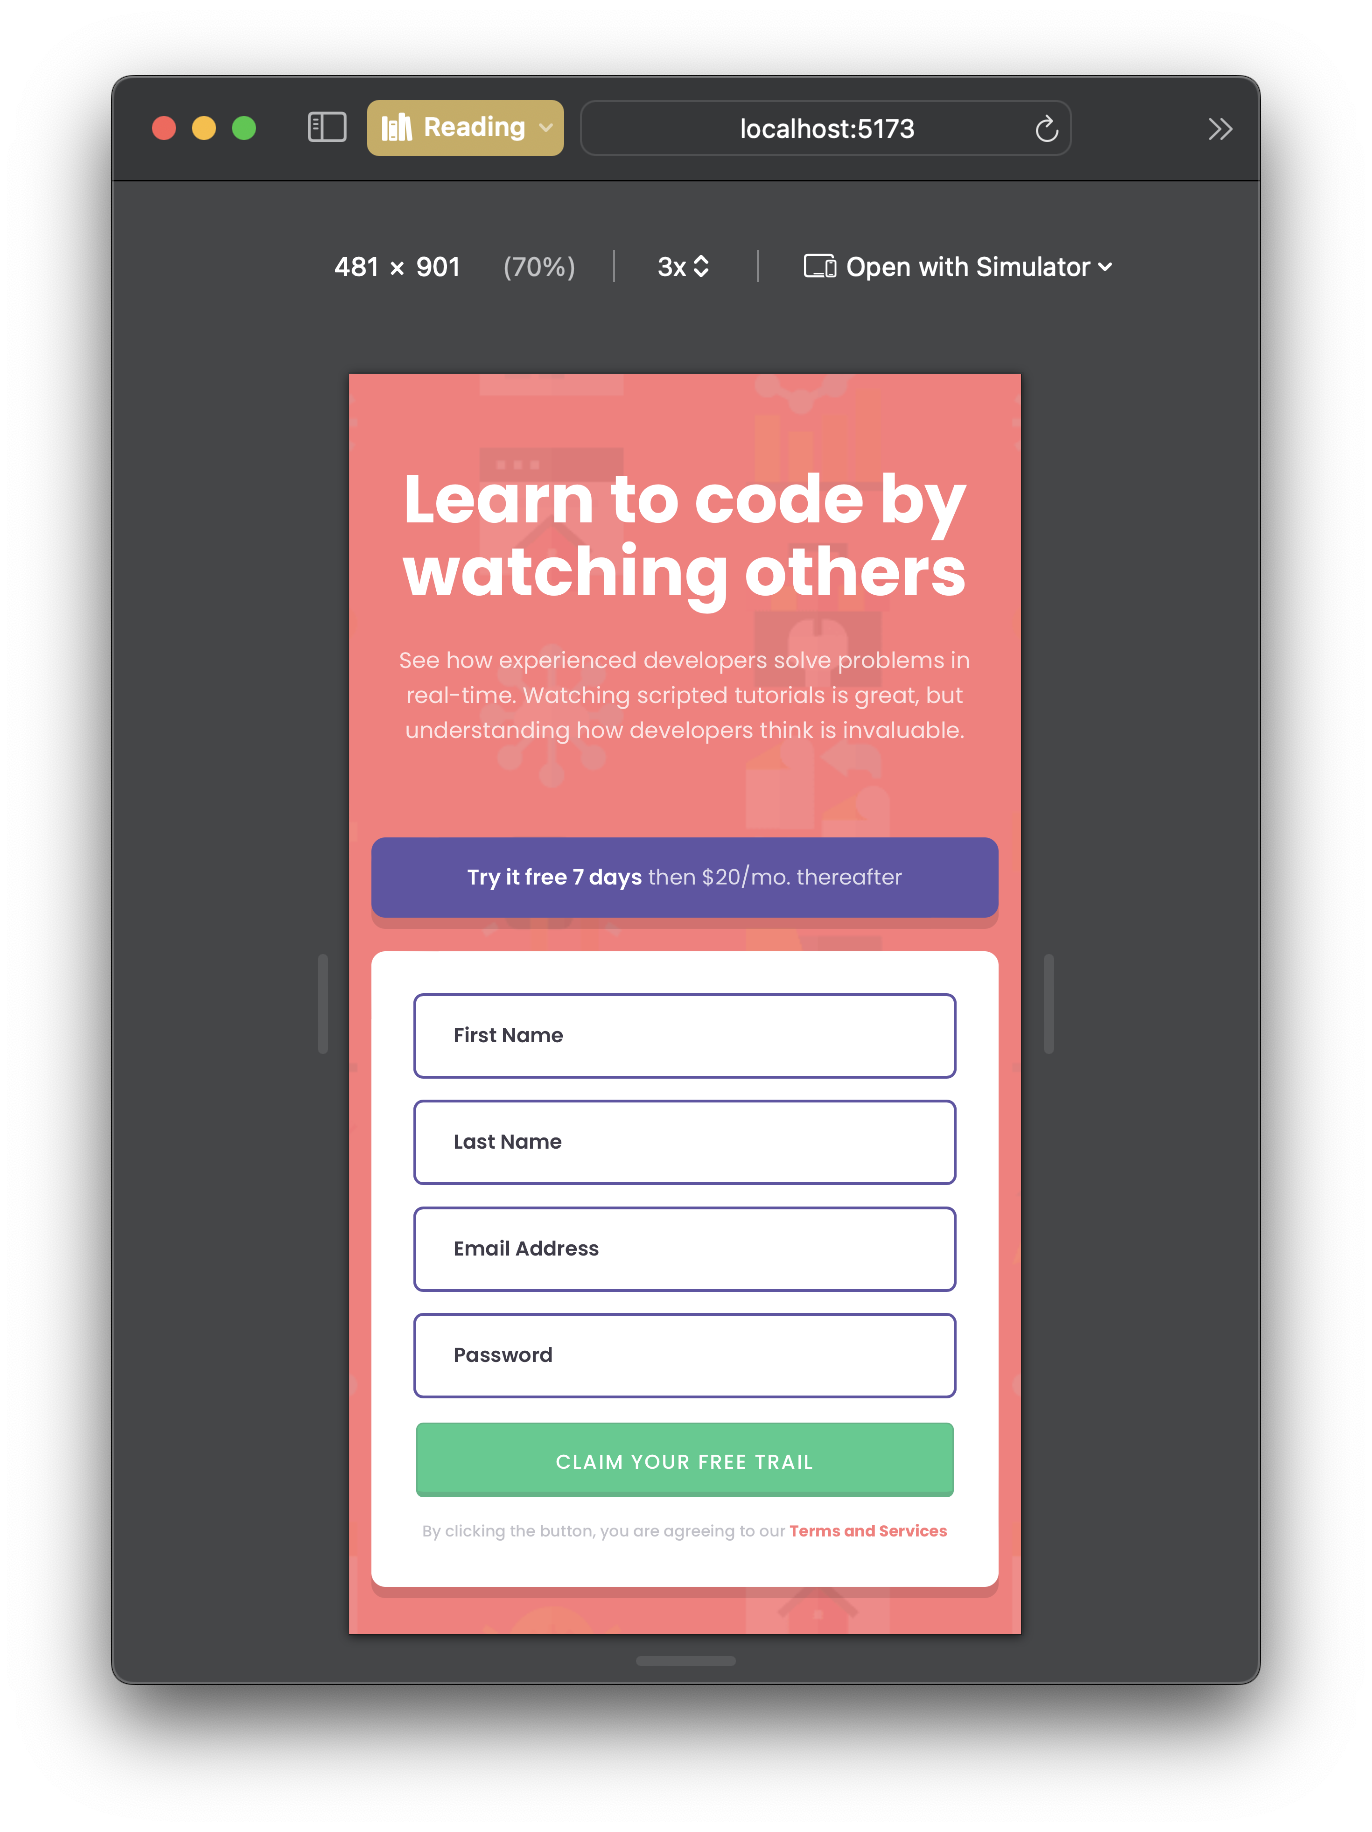 Reading
localhost:5173
481 × 901 (70%) 3x Open with Simulator
Learn to code by
watching others
See how experienced developers solve problems in
real-time. Watching scripted tutorials is great, but
understanding how developers think is invaluable.
Try it free 7 days then $20/mo. thereafter
First Name
Last Name
Email Address
Password
CLAIM YOUR FREE TRAIL
By clicking the button, you are agreeing to our Terms and Services